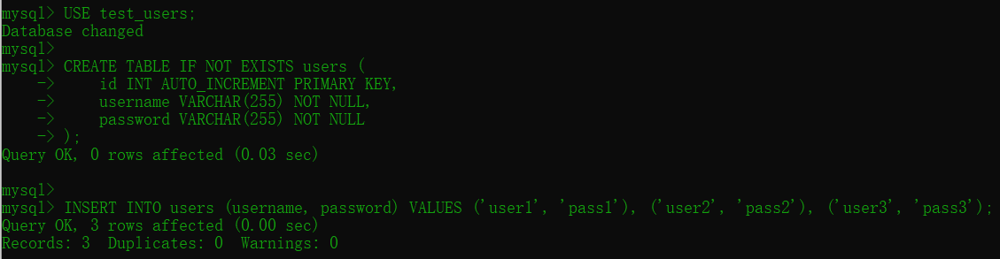 mysql> USE test_users;
Database changed
mysql>
mysql> CREATE TABLE IF NOT EXISTS users (
    ->     id INT AUTO_INCREMENT PRIMARY KEY,
    ->     username VARCHAR(255) NOT NULL,
    ->     password VARCHAR(255) NOT NULL
    -> );
Query OK, 0 rows affected (0.03 sec)

mysql>
mysql> INSERT INTO users (username, password) VALUES ('user1', 'pass1'), ('user2', 'pass2'), ('user3', 'pass3');
Query OK, 3 rows affected (0.00 sec)
Records: 3  Duplicates: 0  Warnings: 0